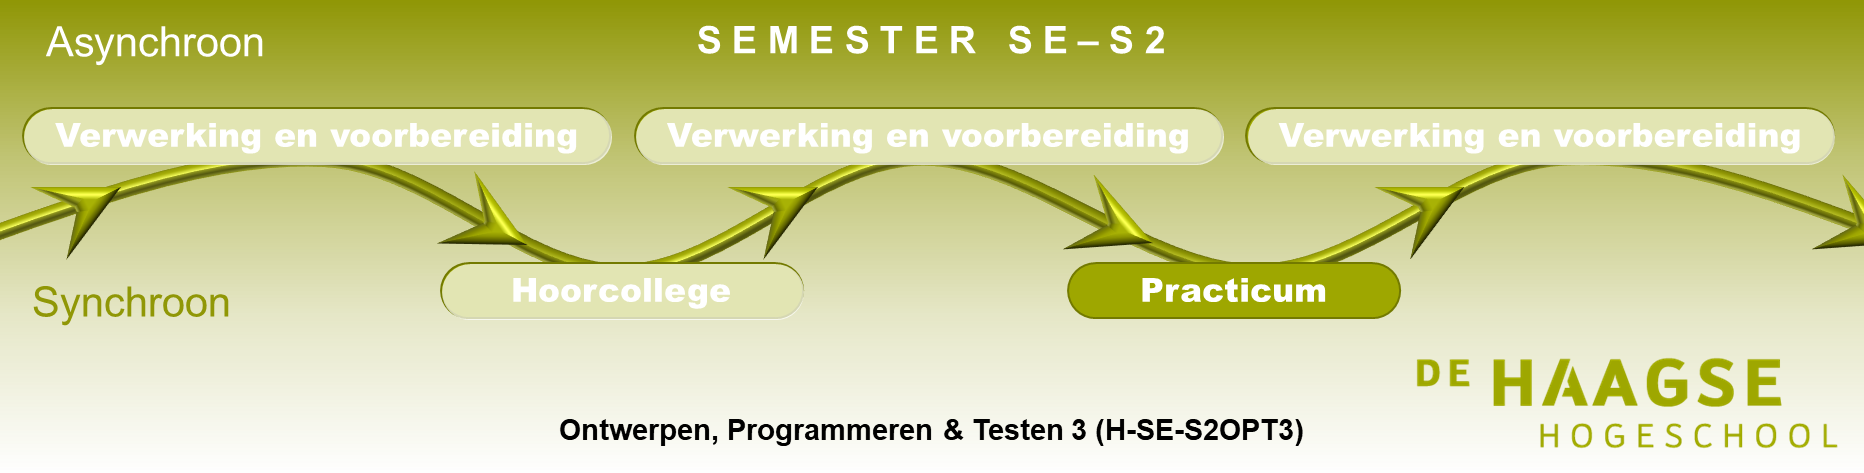 Asynchroon
SEMESTER SE–S2
Verwerking en voorbereiding
Verwerking en voorbereiding
Verwerking en voorbereiding
Hoorcollege
Practicum
Synchroon
DE HAAGSE
HOGESCHOOL
Ontwerpen, Programmeren & Testen 3 (H-SE-S2OPT3)